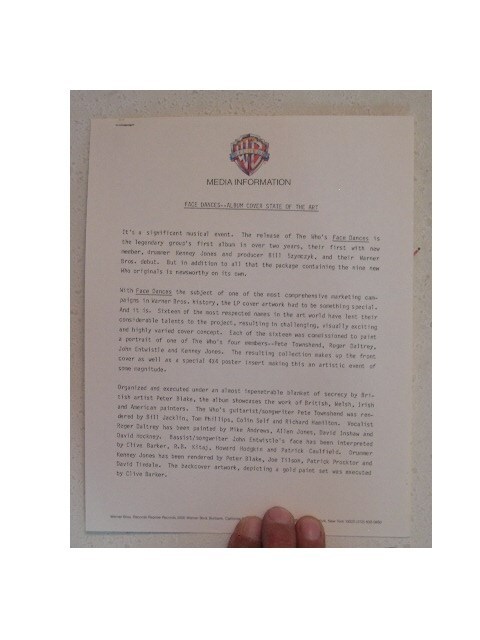 MEDIA INFORMATION
FACE DANCES--ALBUM COVER STATE OF THE ART
It's a significant musical event. The release of The Who's Face Dances is
the legendary group's first album in over two years, their first with new
member, drummer Kenney Jones and producer Bill Szymczyk, and their Warner
Bros. debut. But in addition to all that the package containing the nine new
Who originals is newsworthy on its own.
With Face Dances the subject of one of the most comprehensive marketing cam-
paigns in Warner Bros. history, the LP cover artwork had to be something special.
And it is. Sixteen of the most respected names in the art world have lent their
considerable talents to the project, resulting in challenging, visually exciting
and highly varied cover concept. Each of the sixteen was commissioned to paint
a portrait of one of The Who's four members--Pete Townshend, Roger Daltrey,
John Entwistle and Kenney Jones. The resulting collection makes up the front
cover as well as a special 4X4 poster insert making this an artistic event of
some magnitude.
Organized and executed under an almost impenetrable blanket of secrecy by Bri-
tish artist Peter Blake, the album showcases the work of British, Welsh, Irish
and American painters. The Who's guitarist/songwriter Pete Townshend was ren-
dered by Bill Jacklin, Tom Phillips, Colin Self and Richard Hamilton. Vocalist
Roger Daltrey has been painted by Mike Andrews, Allen Jones, David Inshaw and
David Hockney. Bassist/songwriter John Entwistle's face has been interpreted
by Clive Barker, R.B. Kitaj, Howard Hodgkin and Patrick Caulfield. Drummer
Kenney Jones has been rendered by Peter Blake, Joe Tilson, Patrick Procktor and
David Tindale. The backcover artwork, depicting a gold paint set was executed
by Clive Barker.